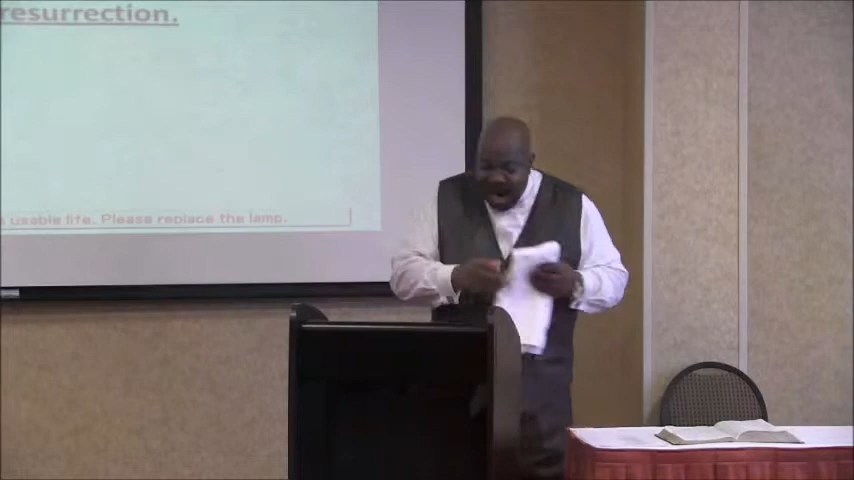 resurrection.
usable life. Please replace the lamp.